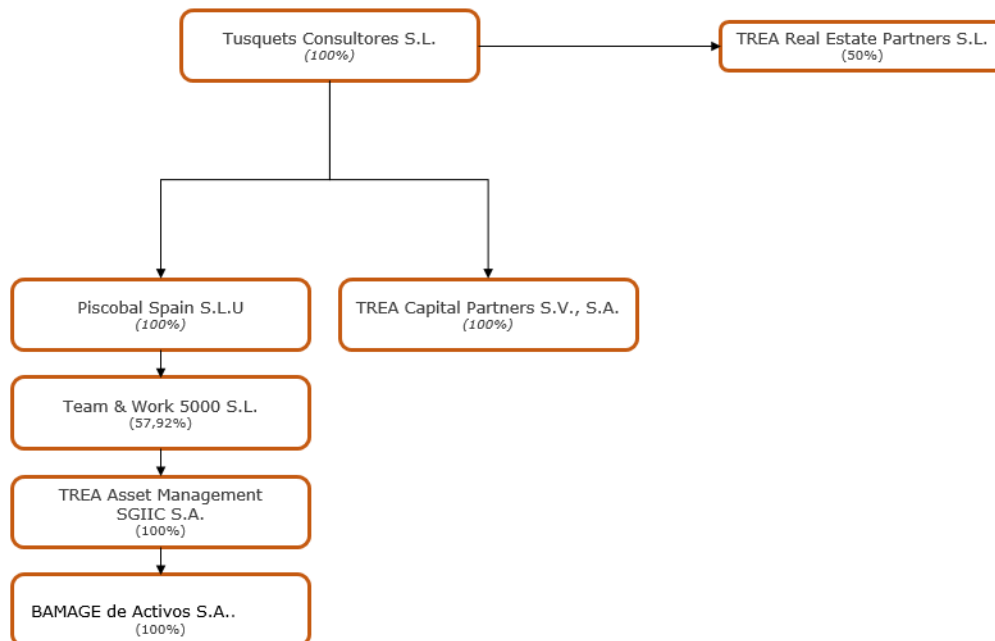 Tusquets Consultores S.L.
(100%)
TREA Real Estate Partners S.L.
(50%)
Piscobal Spain S.L.U
(100%)
TREA Capital Partners S.V., S.A.
(100%)
Team & Work 5000 S.L.
(57,92%)
TREA Asset Management
SGIIC S.A.
(100%)
BAMAGE de Activos S.A..
(100%)